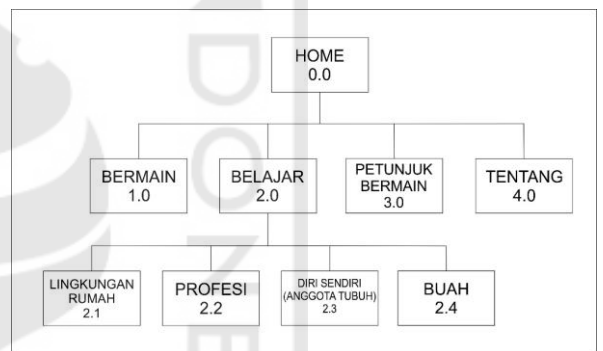 HOME
0.0
BERMAIN
1.0
BELAJAR
2.0
PETUNJUK
BERMAIN
3.0
TENTANG
4.0
LINGKUNGAN
RUMAH
2.1
PROFESI
2.2
DIRI SENDIRI
(ANGGOTA TUBUH)
2.3
BUAH
2.4
DONE